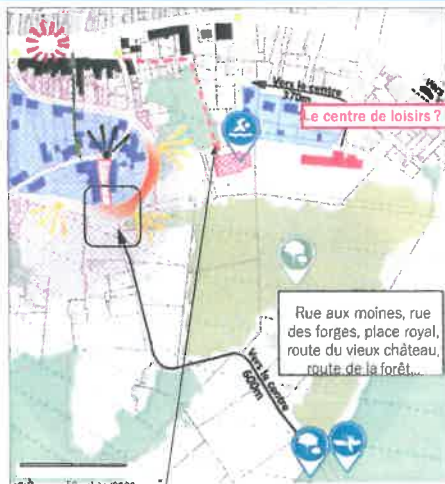 Vers le centre
370m
Le centre de loisirs ?
Rue aux moines, rue
des forges, place royal,
route du vieux château,
route de la forêt,..
Vers le centre
600m